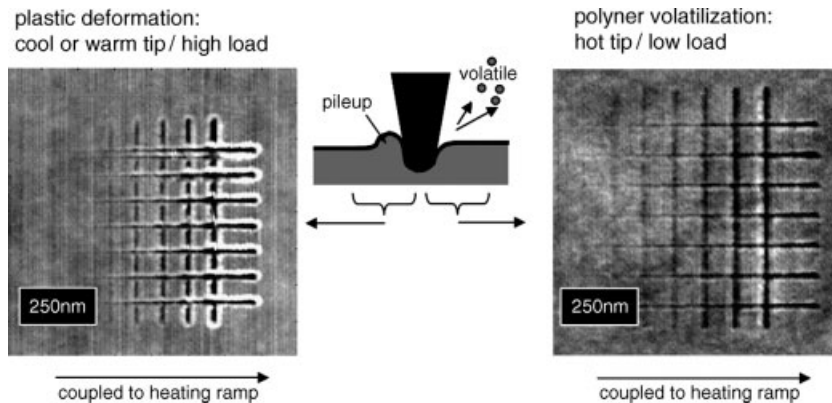 plastic deformation:
cool or warm tip / high load
polyner volatilization:
hot tip / low load
volatile
pileup
250nm
250nm
coupled to heating ramp
coupled to heating ramp